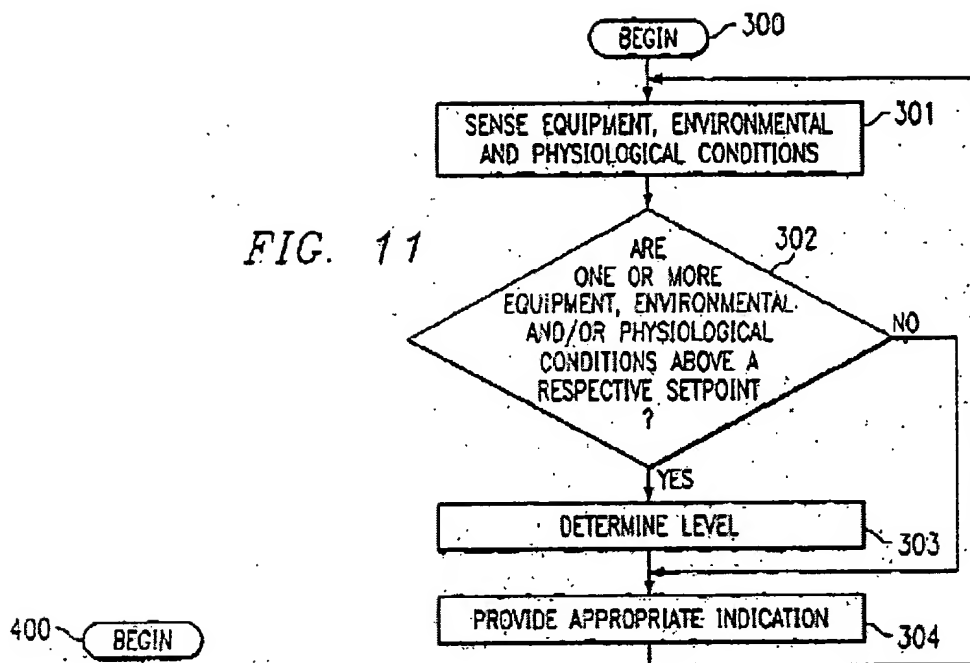 BEGIN
300
SENSE EQUIPMENT, ENVIRONMENTAL
AND PHYSIOLOGICAL CONDITIONS
301
FIG. 11
302
ARE
ONE OR MORE
EQUIPMENT, ENVIRONMENTAL
AND/OR PHYSIOLOGICAL
CONDITIONS ABOVE A
RESPECTIVE SETPOINT
?
NO
YES
DETERMINE LEVEL
303
PROVIDE APPROPRIATE INDICATION
304
400
BEGIN